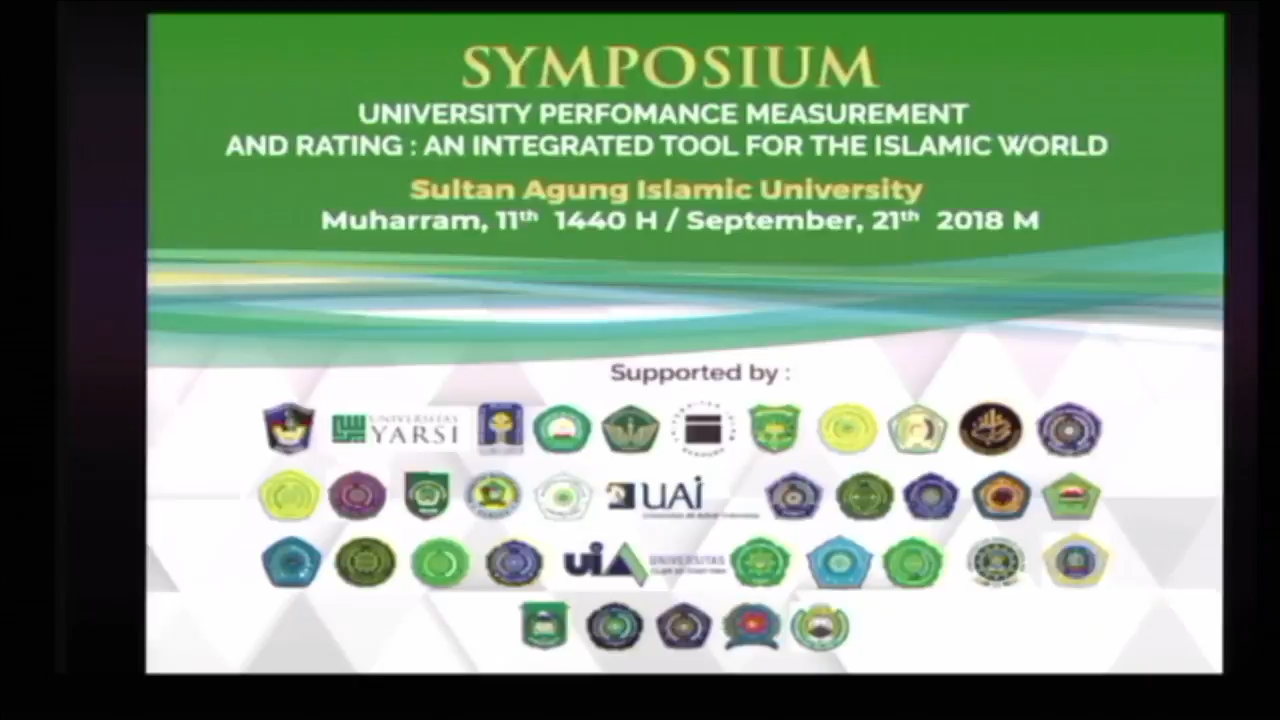 SYMPOSIUM
UNIVERSITY PERFOMANCE MEASUREMENT
AND RATING : AN INTEGRATED TOOL FOR THE ISLAMIC WORLD
Sultan Agung Islamic University
Muharram, 11th 1440 H / September, 21th 2018 M
Supported by :
UNIVERSITAS
YARSI
UAI
UIA UNIVERSITAS